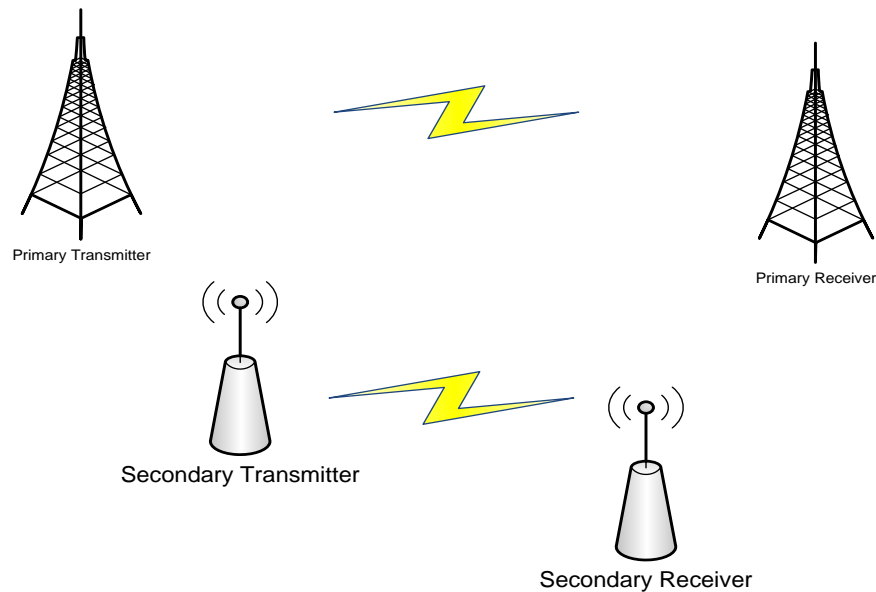 Primary Transmitter
Primary Receiver
Secondary Transmitter
Secondary Receiver